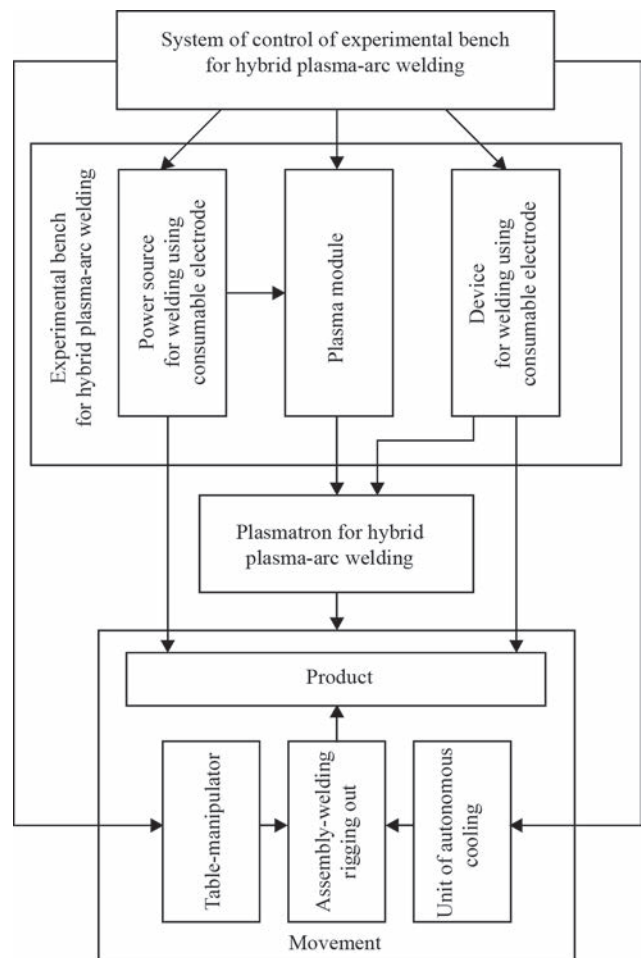 System of control of experimental bench
for hybrid plasma-arc welding
Experimental bench
for hybrid plasma-arc welding
Power source
for welding using
consumable electrode
Plasma module
Device
for welding using
consumable electrode
Plasmatron for hybrid
plasma-arc welding
Product
Table-manipulator
Assembly-welding
rigging out
Unit of autonomous
cooling
Movement